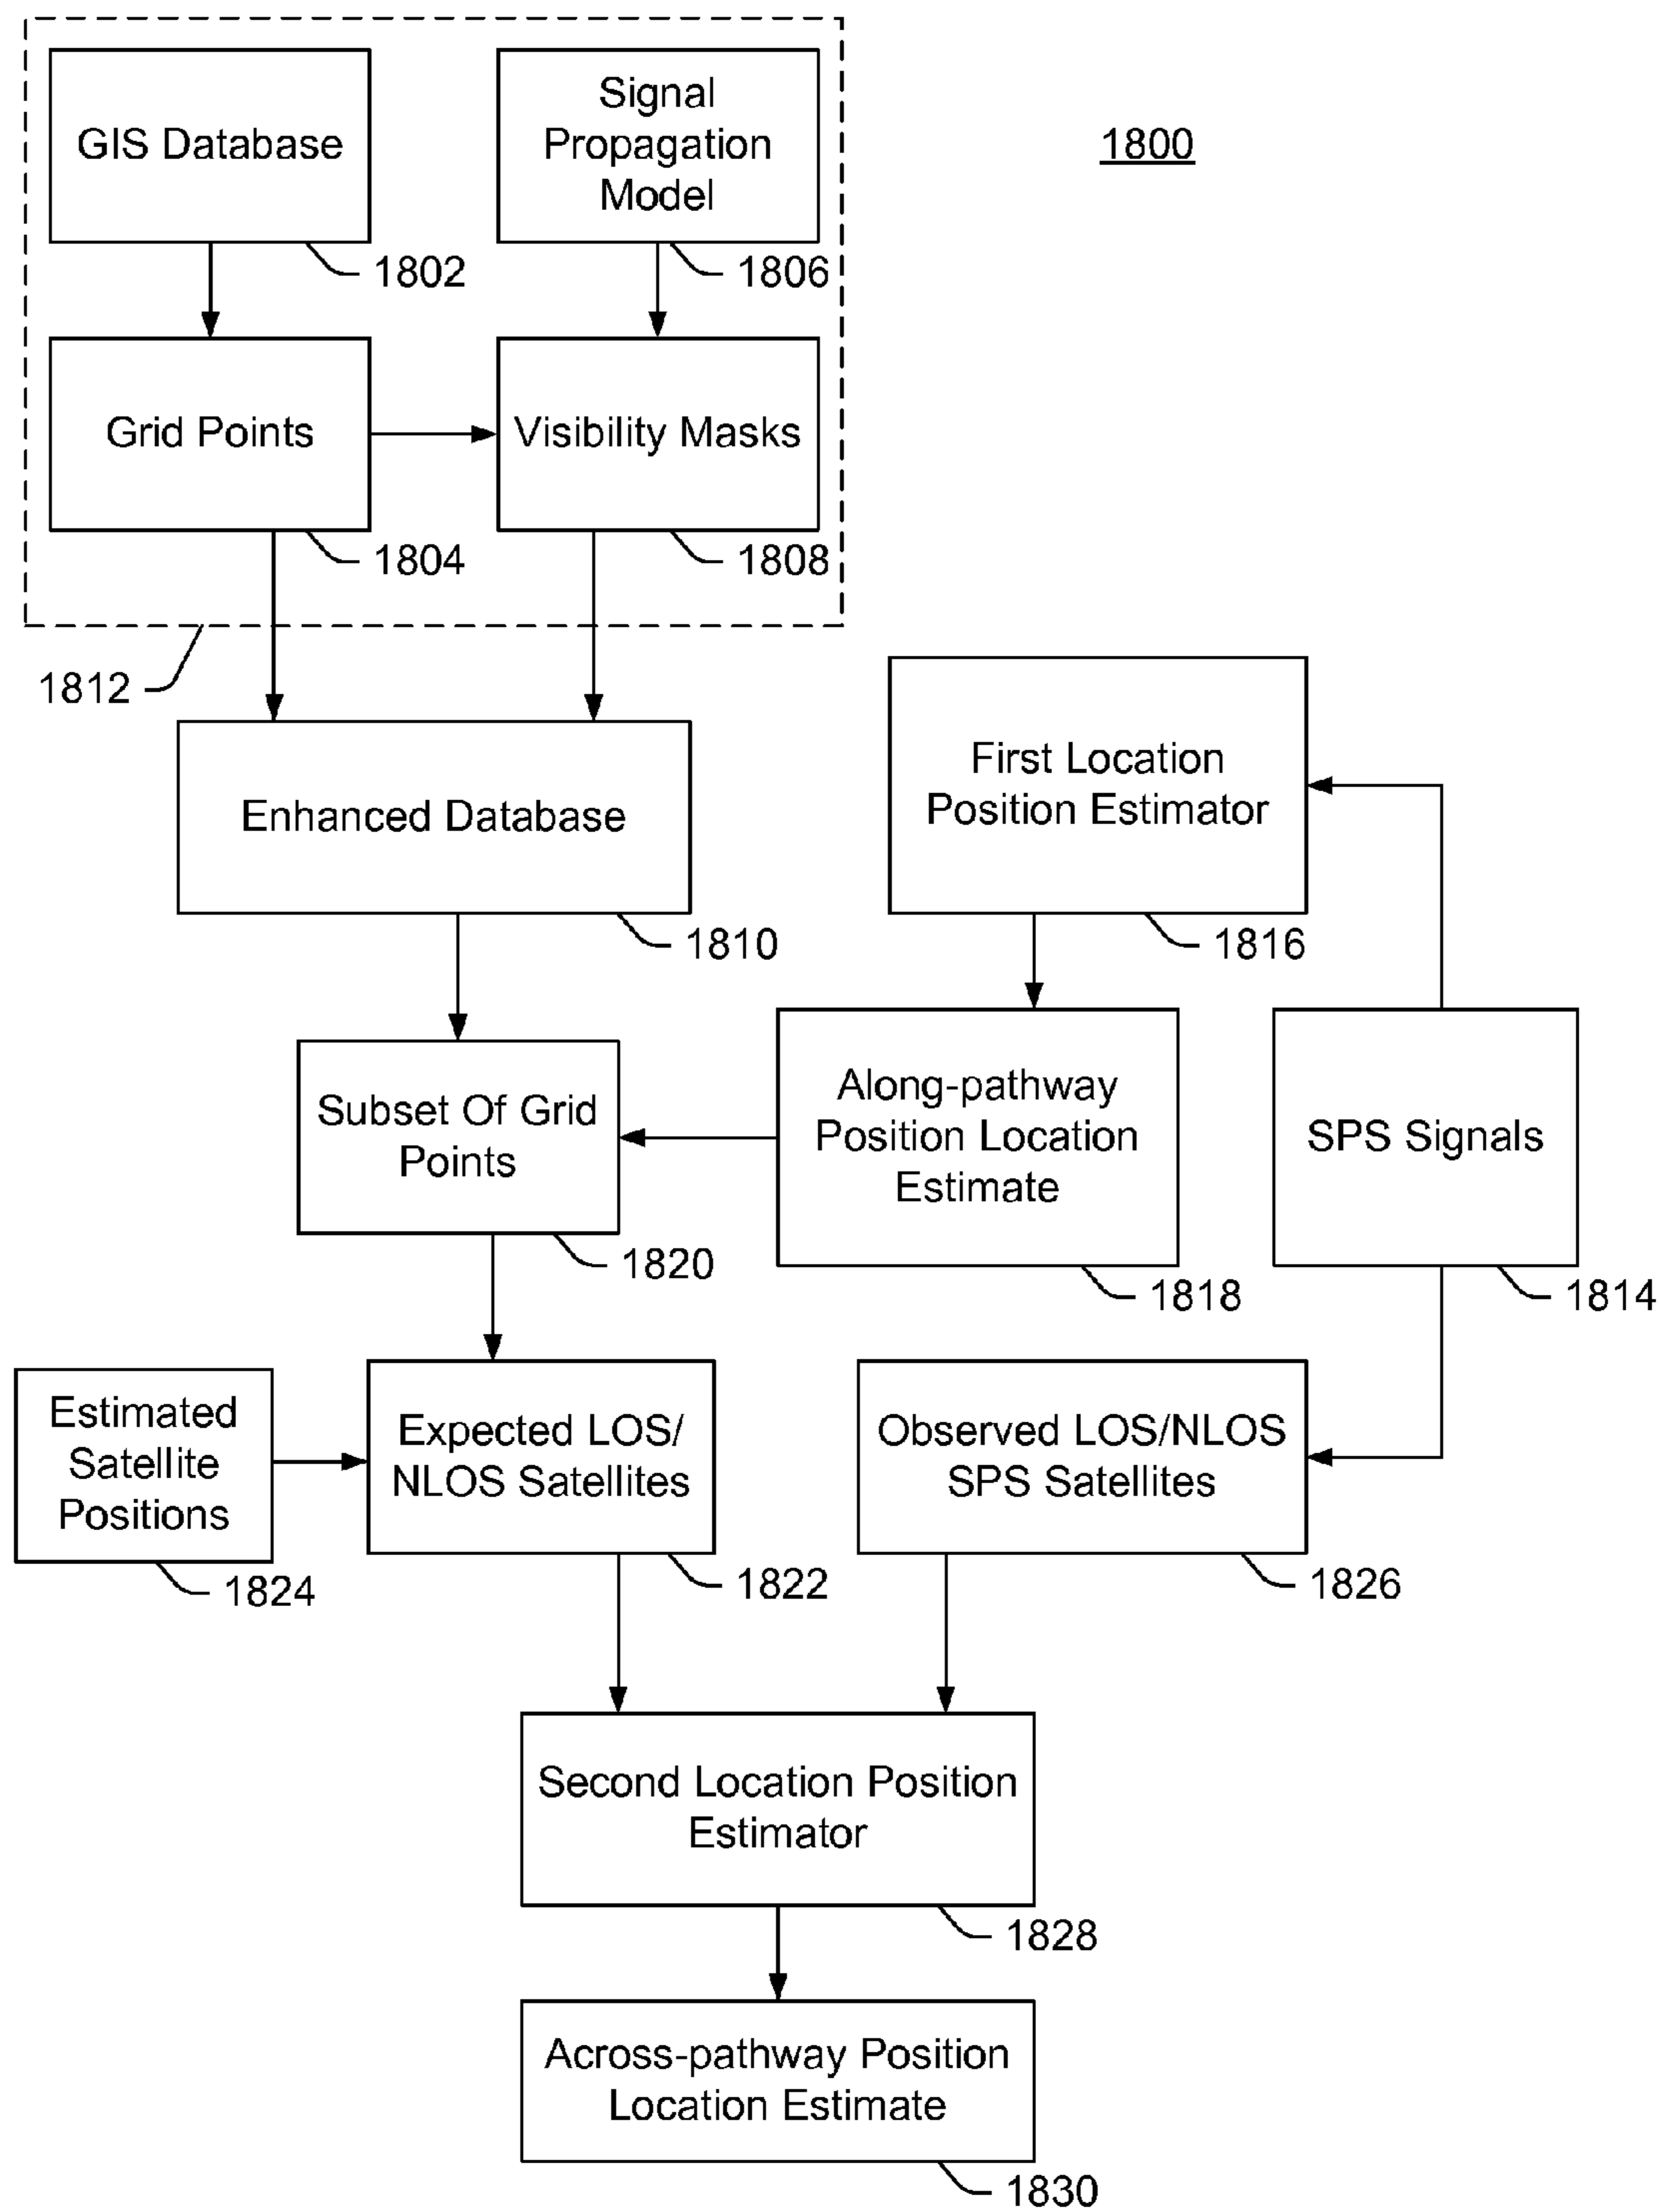 GIS Database
1802
Signal
Propagation
Model
1806
1800
Grid Points
1804
Visibility Masks
1808
1812
Enhanced Database
1810
First Location
Position Estimator
1816
Subset Of Grid
Points
1820
Along-pathway
Position Location
Estimate
1818
SPS Signals
1814
Estimated
Satellite
Positions
1824
Expected LOS/
NLOS Satellites
1822
Observed LOS/NLOS
SPS Satellites
1826
Second Location Position
Estimator
1828
Across-pathway Position
Location Estimate
1830